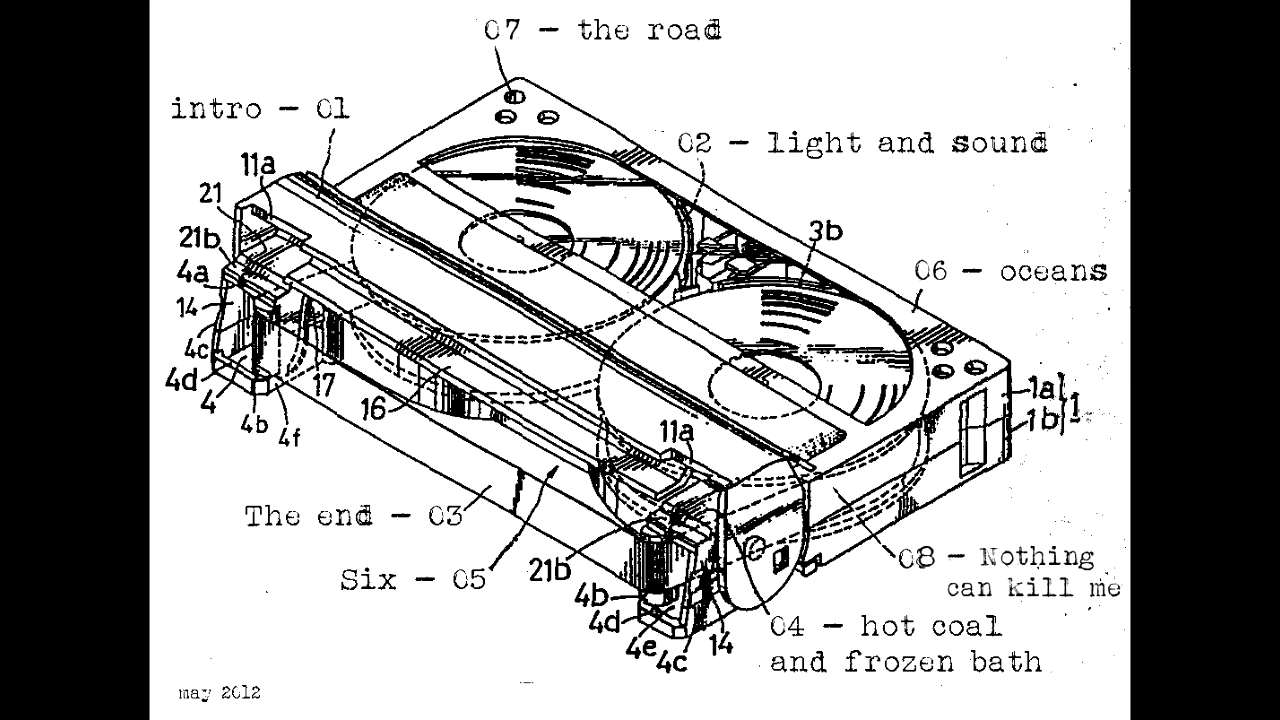 07 - the road
intro - 01
02 - light and sound
11a
21
3b
21b
06 - oceans
4a
14
4c
4d
17
1a
4
16
1b
1
4b
4f
11a
The end - 03
08 - Nothing
can kill me
Six - 05
21b
4b
4d
04 - hot coal
and frozen bath
4e
14
4c
may 2012